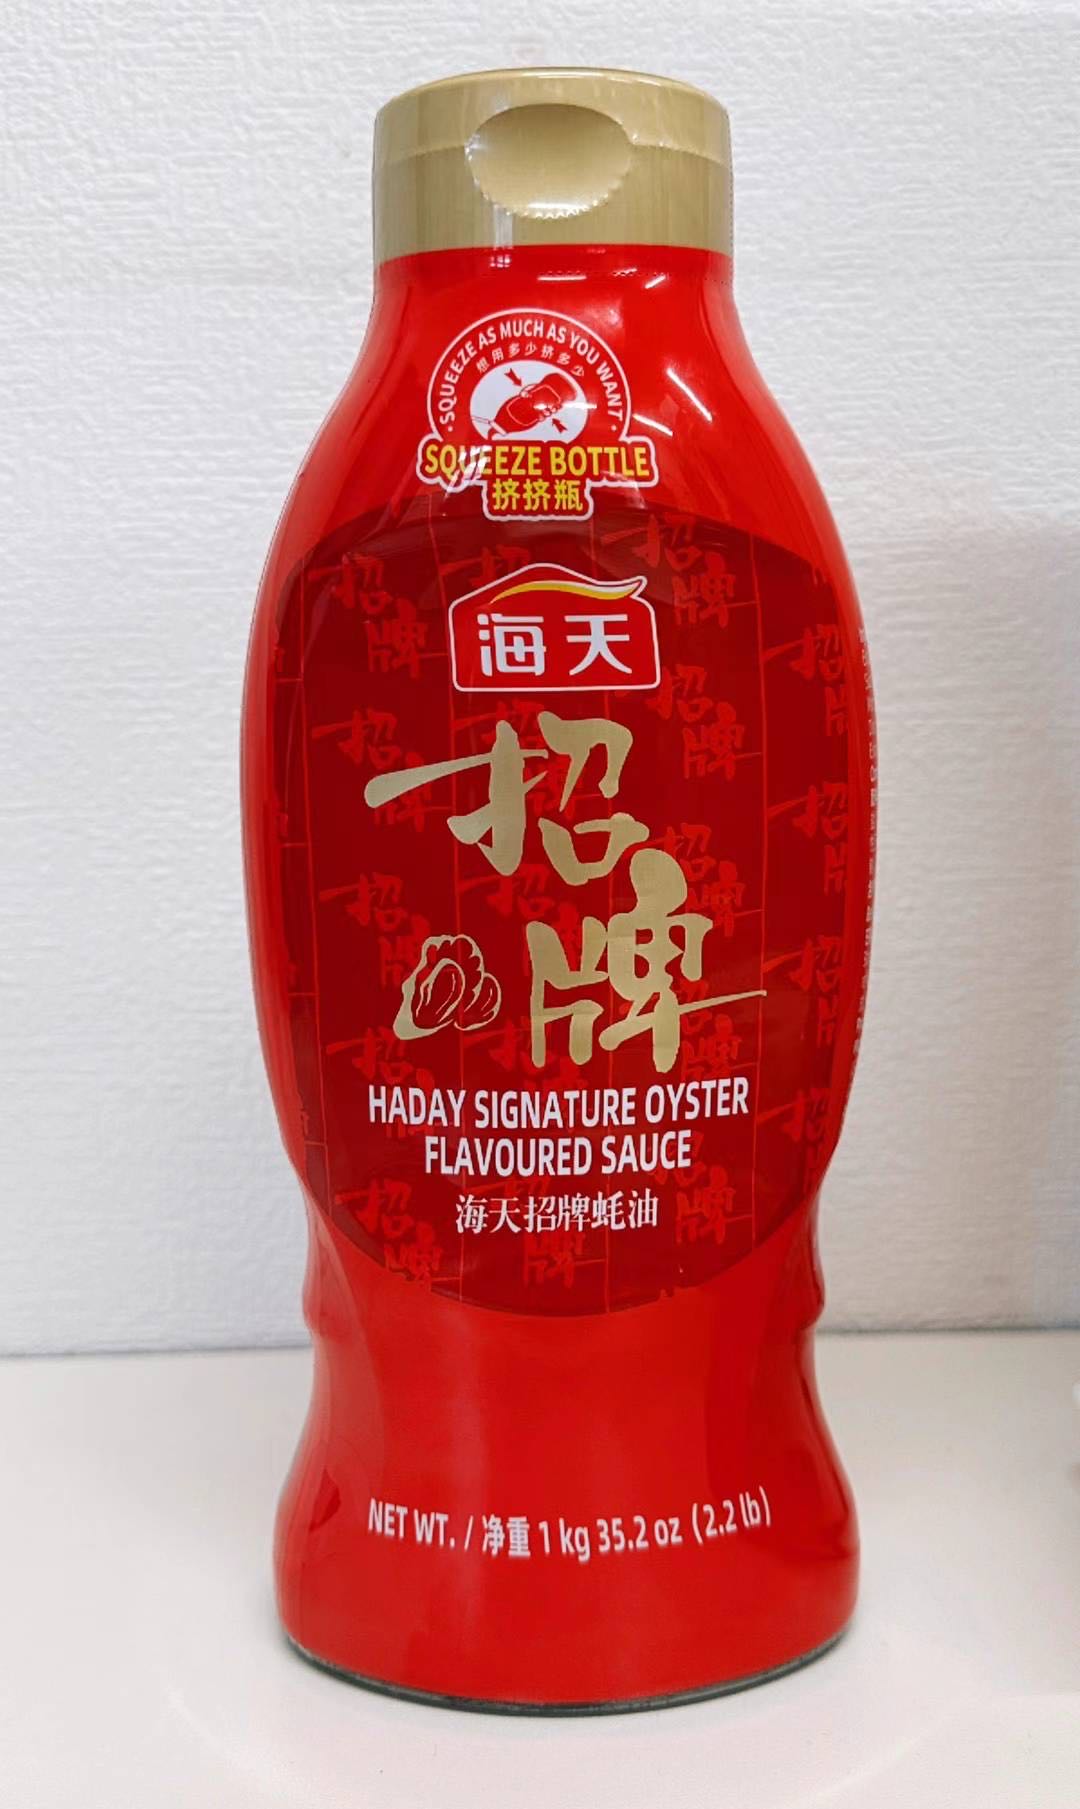 SQUEEZE AS MUCH AS YOU WANT
想用多少挤多少
SQUEEZE BOTTLE
挤挤瓶
海天
招牌
HADAY SIGNATURE OYSTER
FLAVOURED SAUCE
海天招牌蚝油
NET WT. / 净重 1 kg 35.2 oz (2.2 lb)